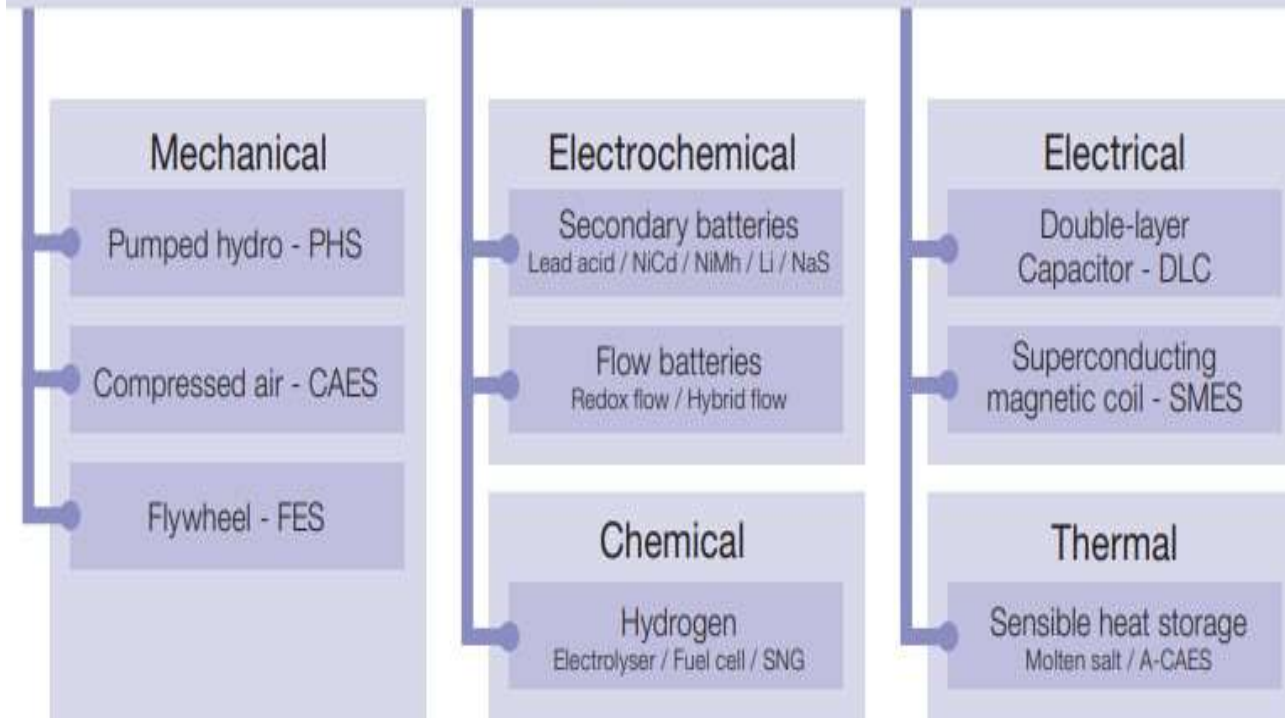 Mechanical
Pumped hydro - PHS
Compressed air - CAES
Flywheel - FES
Electrochemical
Secondary batteries
Lead acid / NiCd / NiMh / Li / NaS
Flow batteries
Redox flow / Hybrid flow
Chemical
Hydrogen
Electrolyser / Fuel cell / SNG
Electrical
Double-layer
Capacitor - DLC
Superconducting
magnetic coil - SMES
Thermal
Sensible heat storage
Molten salt / A-CAES